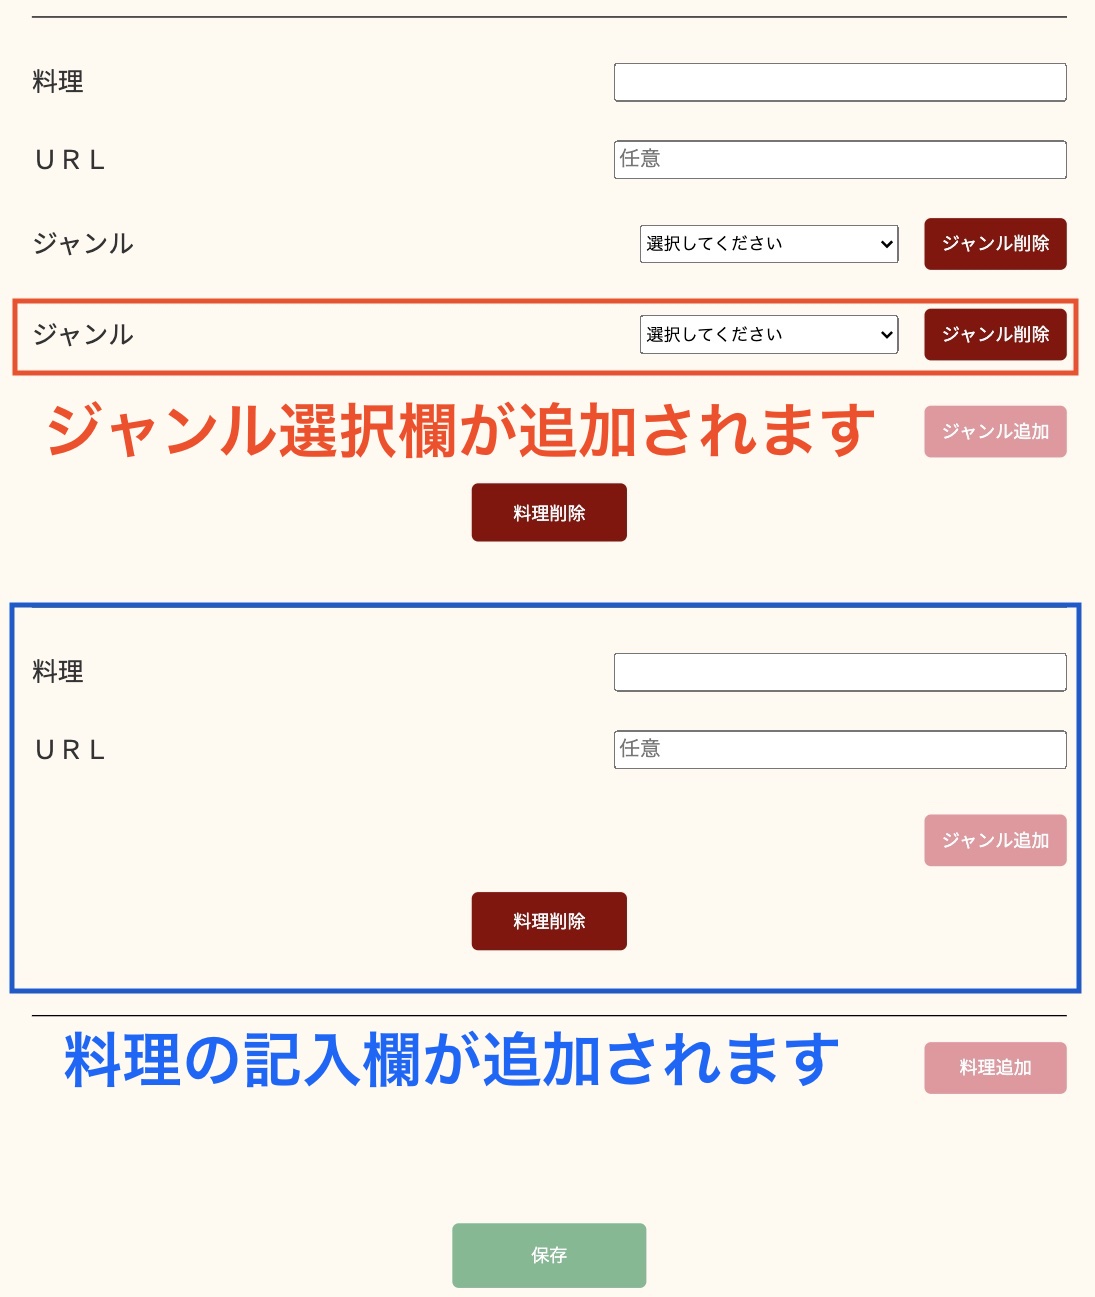 料理
ＵＲＬ 任意
ジャンル 選択してください ジャンル削除
ジャンル 選択してください ジャンル削除
ジャンル選択欄が追加されます ジャンル追加
料理削除
料理
ＵＲＬ 任意
ジャンル追加
料理削除
料理の記入欄が追加されます 料理追加
保存